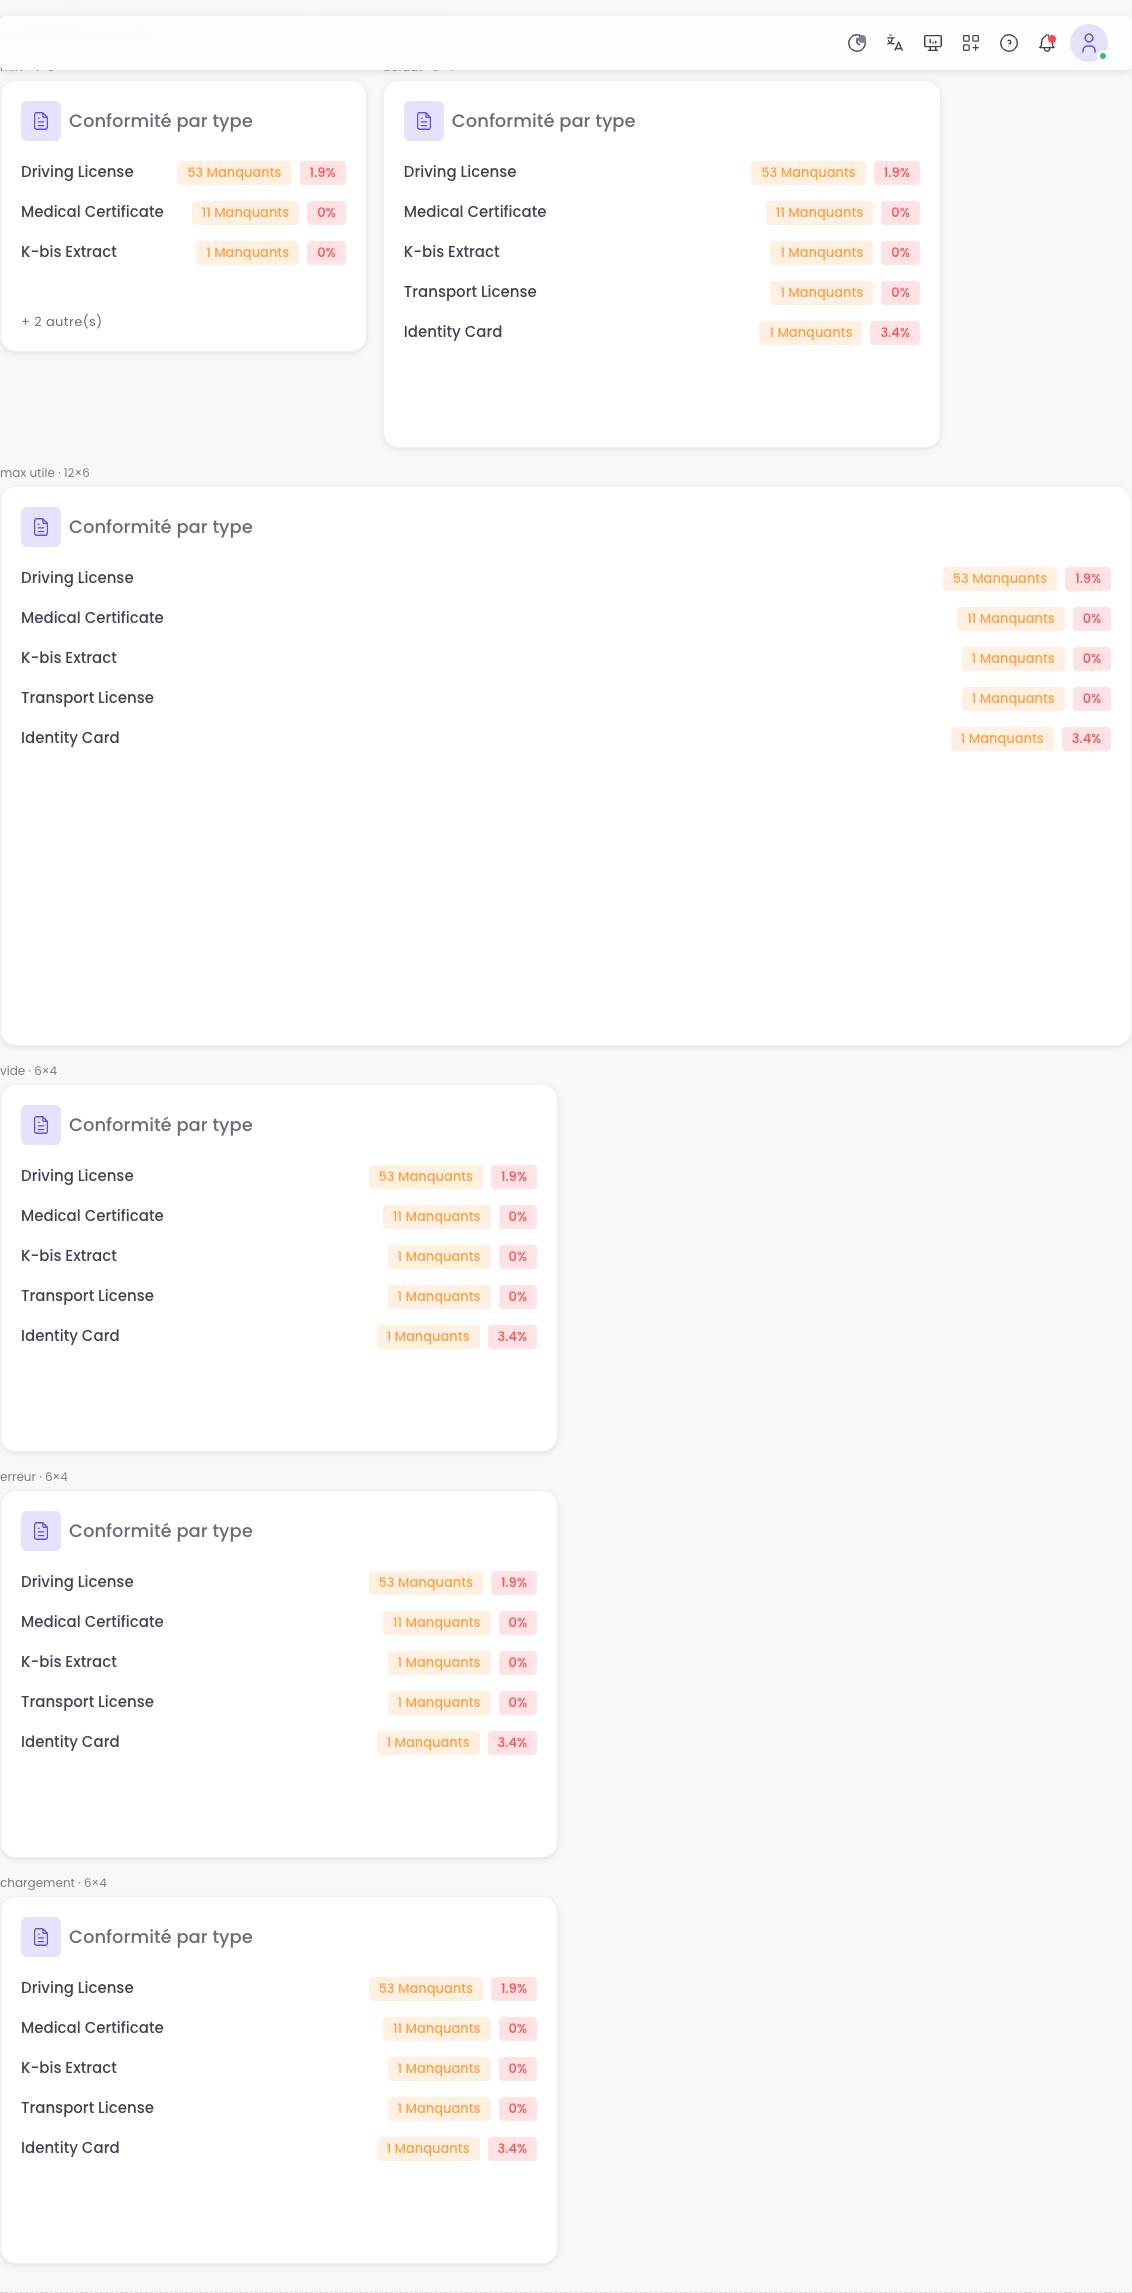 Conformité par type
Driving License 53 Manquants 1.9%
Medical Certificate 11 Manquants 0%
K-bis Extract 1 Manquants 0%
+ 2 autre(s)
Conformité par type
Driving License 53 Manquants 1.9%
Medical Certificate 11 Manquants 0%
K-bis Extract 1 Manquants 0%
Transport License 1 Manquants 0%
Identity Card 1 Manquants 3.4%
max utile · 12×6
Conformité par type
Driving License 53 Manquants 1.9%
Medical Certificate 11 Manquants 0%
K-bis Extract 1 Manquants 0%
Transport License 1 Manquants 0%
Identity Card 1 Manquants 3.4%
vide · 6×4
Conformité par type
Driving License 53 Manquants 1.9%
Medical Certificate 11 Manquants 0%
K-bis Extract 1 Manquants 0%
Transport License 1 Manquants 0%
Identity Card 1 Manquants 3.4%
erreur · 6×4
Conformité par type
Driving License 53 Manquants 1.9%
Medical Certificate 11 Manquants 0%
K-bis Extract 1 Manquants 0%
Transport License 1 Manquants 0%
Identity Card 1 Manquants 3.4%
chargement · 6×4
Conformité par type
Driving License 53 Manquants 1.9%
Medical Certificate 11 Manquants 0%
K-bis Extract 1 Manquants 0%
Transport License 1 Manquants 0%
Identity Card 1 Manquants 3.4%